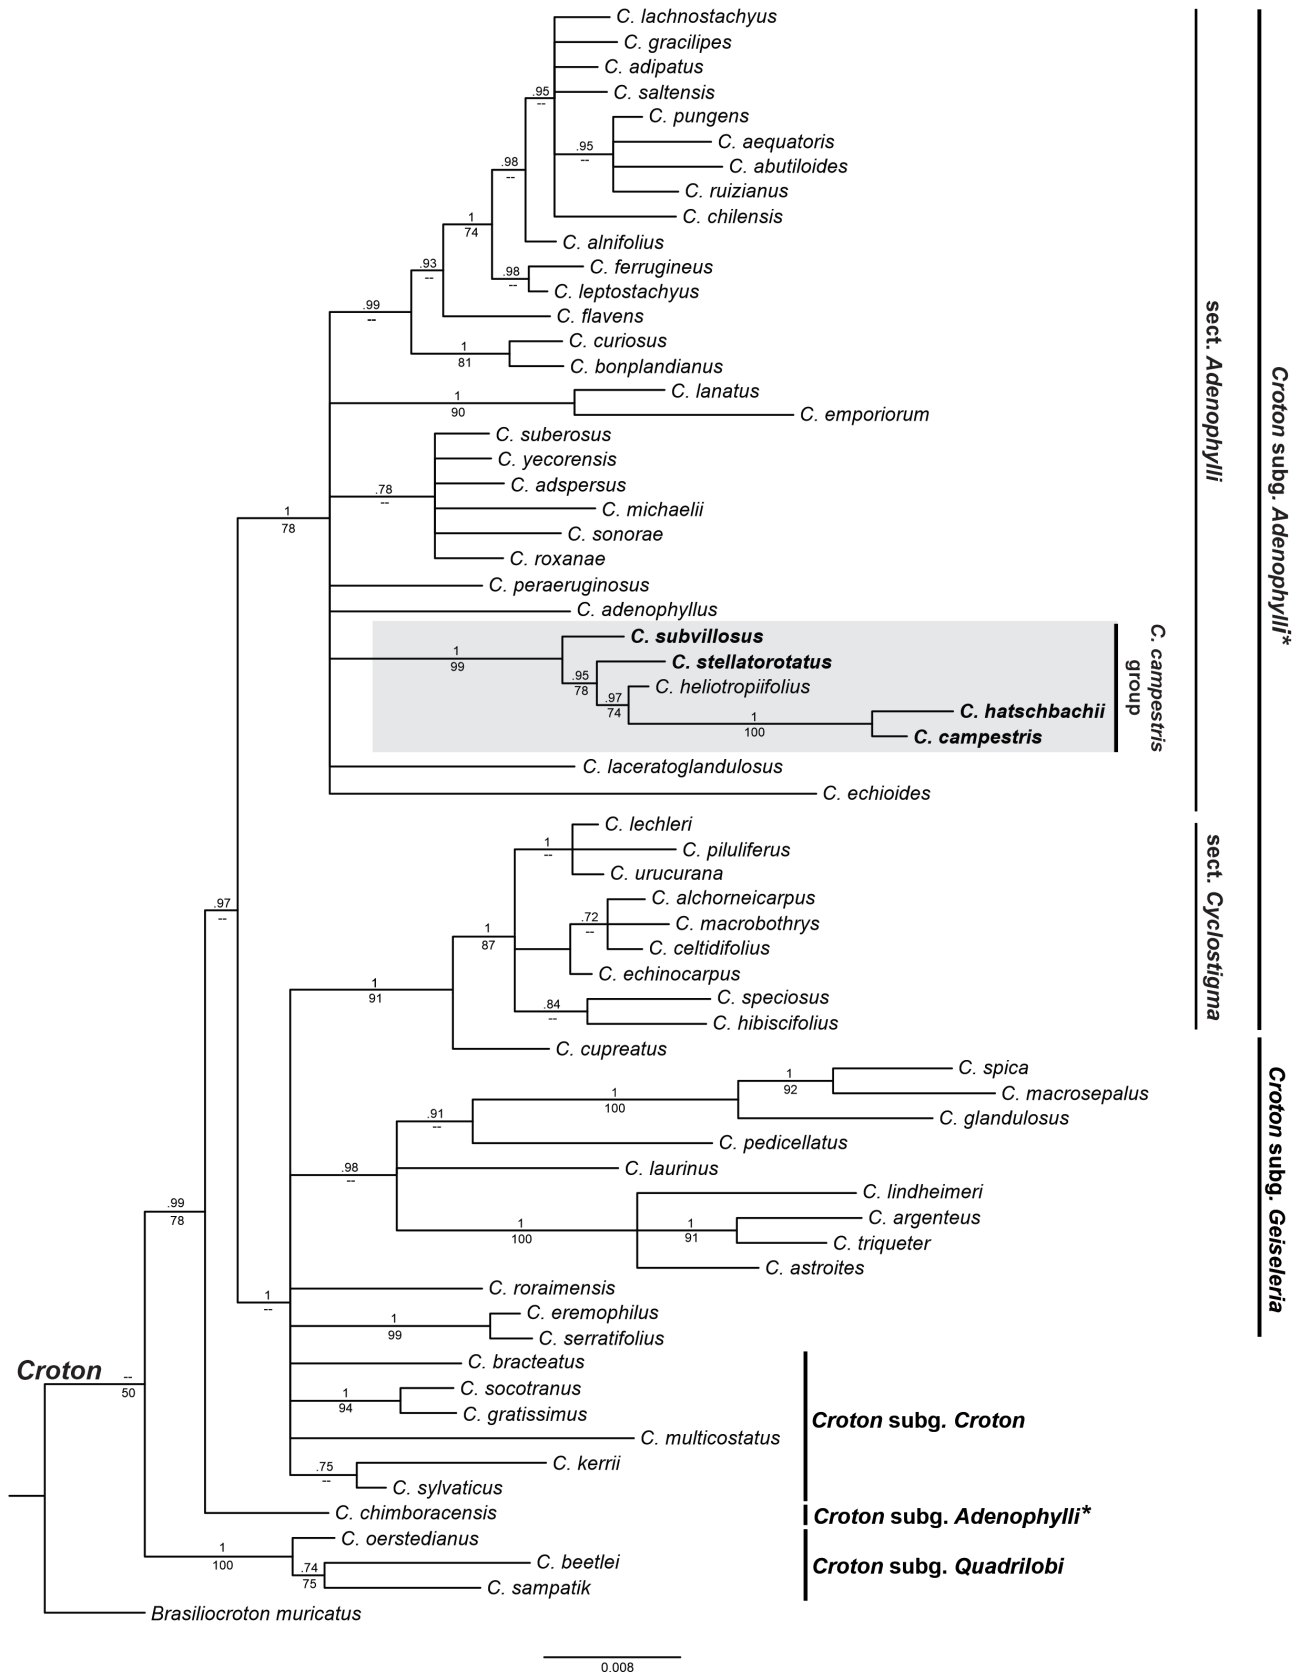 C. lachnostachyus
C. gracilipes
C. adipatus
.95
--
C. saltensis
C. pungens
C. aequatoris
.95
--
C. abutiloides
.98
--
C. ruizianus
C. chilensis
1
74
C. alnifolius
.93
--
C. ferrugineus
.98
--
C. leptostachyus
.99
--
C. flavens
C. curiosus
1
81
C. bonplandianus
C. lanatus
1
90
C. emporiorum
C. suberosus
C. yecorensis
.78
--
C. adspersus
C. michaelii
1
78
C. sonorae
C. roxanae
C. peraeruginosus
C. adenophyllus
C. subvillosus
1
99
C. stellatorotatus
.95
78
C. heliotropiifolius
.97
74
C. hatschbachii
1
100
C. campestris
C. campestris
group
C. laceratoglandulosus
C. echioides
sect. Adenophylli
Croton subg. Adenophylli*
C. lechleri
1
--
C. piluliferus
C. urucurana
C. alchorneicarpus
.97
--
.72
--
C. macrobothrys
1
87
C. celtidifolius
C. echinocarpus
1
91
C. speciosus
.84
--
C. hibiscifolius
sect. Cyclostigma
C. cupreatus
C. spica
1
92
C. macrosepalus
1
100
C. glandulosus
.91
--
C. pedicellatus
.98
--
C. laurinus
C. lindheimeri
.99
78
C. argenteus
1
100
1
91
C. triqueter
C. astroites
1
--
C. roraimensis
C. eremophilus
1
99
C. serratifolius
Croton subg. Geiseleria
Croton
--
50
C. bracteatus
C. socotranus
1
94
C. gratissimus
Croton subg. Croton
C. multicostatus
C. kerrii
.75
--
C. sylvaticus
C. chimboracensis
Croton subg. Adenophylli*
C. oerstedianus
1
100
C. beetlei
.74
75
Croton subg. Quadrilobi
C. sampatik
Brasiliocroton muricatus
0.008